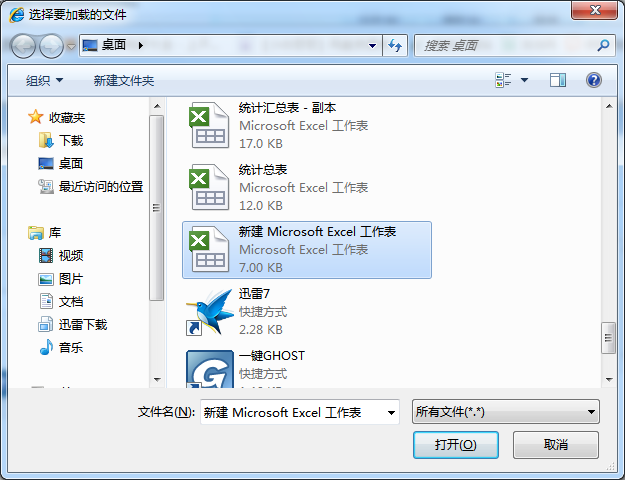 选择要加载的文件
桌面
搜索 桌面
组织 新建文件夹
收藏夹
下载
桌面
最近访问的位置
库
视频
图片
文档
迅雷下载
音乐
统计汇总表 - 副本
Microsoft Excel 工作表
17.0 KB
统计总表
Microsoft Excel 工作表
12.0 KB
新建 Microsoft Excel 工作表
Microsoft Excel 工作表
7.00 KB
迅雷7
快捷方式
2.28 KB
一键GHOST
快捷方式
文件名(N): 新建 Microsoft Excel 工作表 所有文件(*.*)
打开(O) 取消